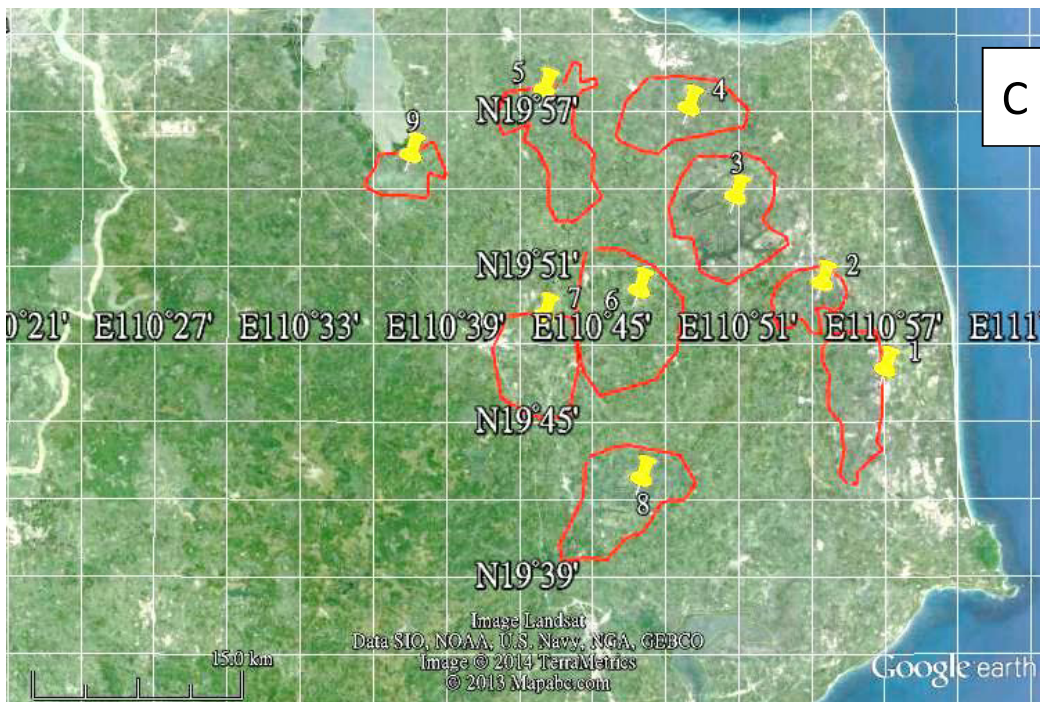 C
5
4
N19°57'
9
3
N19°51'
2
6
7
0°21' E110°27' E110°33' E110°39' E110°45' E110°51' E110°57' E111°
1
N19°45'
8
N19°39'
Image Landsat
Data SIO, NOAA, U.S. Navy, NGA, GEBCO
15.0 km
Image © 2014 TerraMetrics
© 2013 Mapabc.com
Google earth